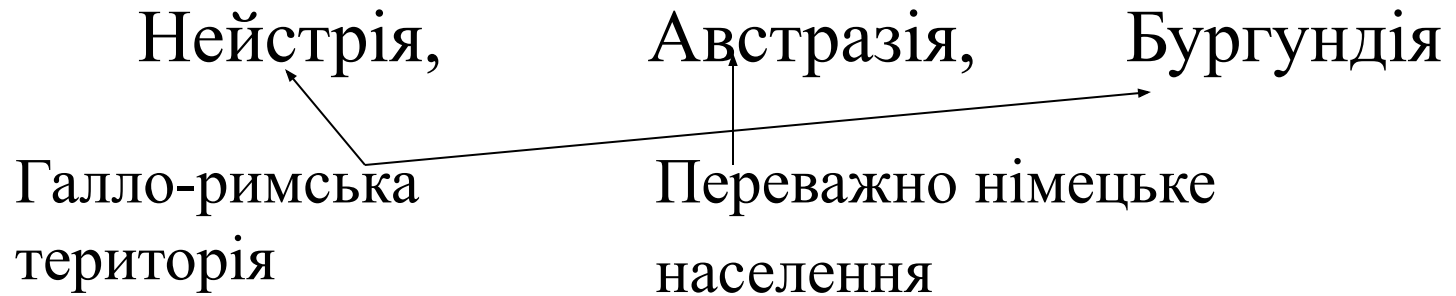 Нейстрія, Австразія, Бургундія
Галло-римська
територія
Переважно німецьке
населення